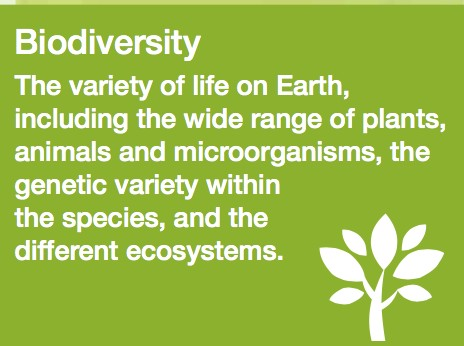 Biodiversity
The variety of life on Earth,
including the wide range of plants,
animals and microorganisms, the
genetic variety within
the species, and the
different ecosystems.